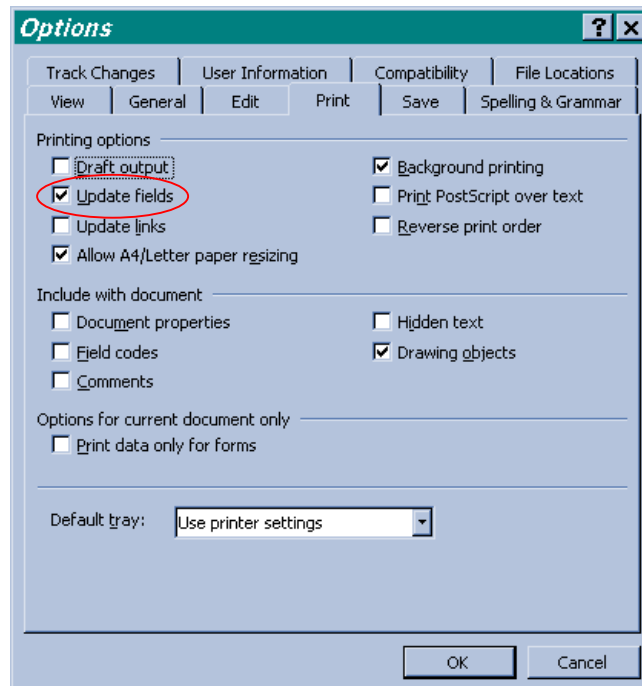 Options
Track Changes User Information Compatibility File Locations
View General Edit Print Save Spelling & Grammar
Printing options
Draft output Background printing
Update fields Print PostScript over text
Update links Reverse print order
Allow A4/Letter paper resizing
Include with document
Document properties Hidden text
Field codes Drawing objects
Comments
Options for current document only
Print data only for forms
Default tray: Use printer settings
OK Cancel